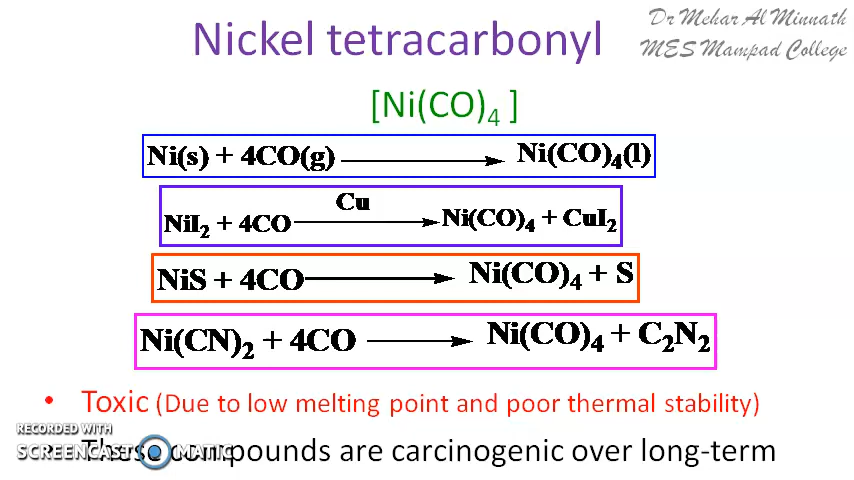 Dr Mehar Al Minnath
MES Mampad College
Nickel tetracarbonyl
[Ni(CO)₄ ]
Ni(s) + 4CO(g) ⟶ Ni(CO)₄(l)
Cu
NiI₂ + 4CO ⟶ Ni(CO)₄ + CuI₂
NiS + 4CO ⟶ Ni(CO)₄ + S
Ni(CN)₂ + 4CO ⟶ Ni(CO)₄ + C₂N₂
• Toxic (Due to low melting point and poor thermal stability)
RECORDED WITH
SCREENCAST MATIC
• These compounds are carcinogenic over long-term